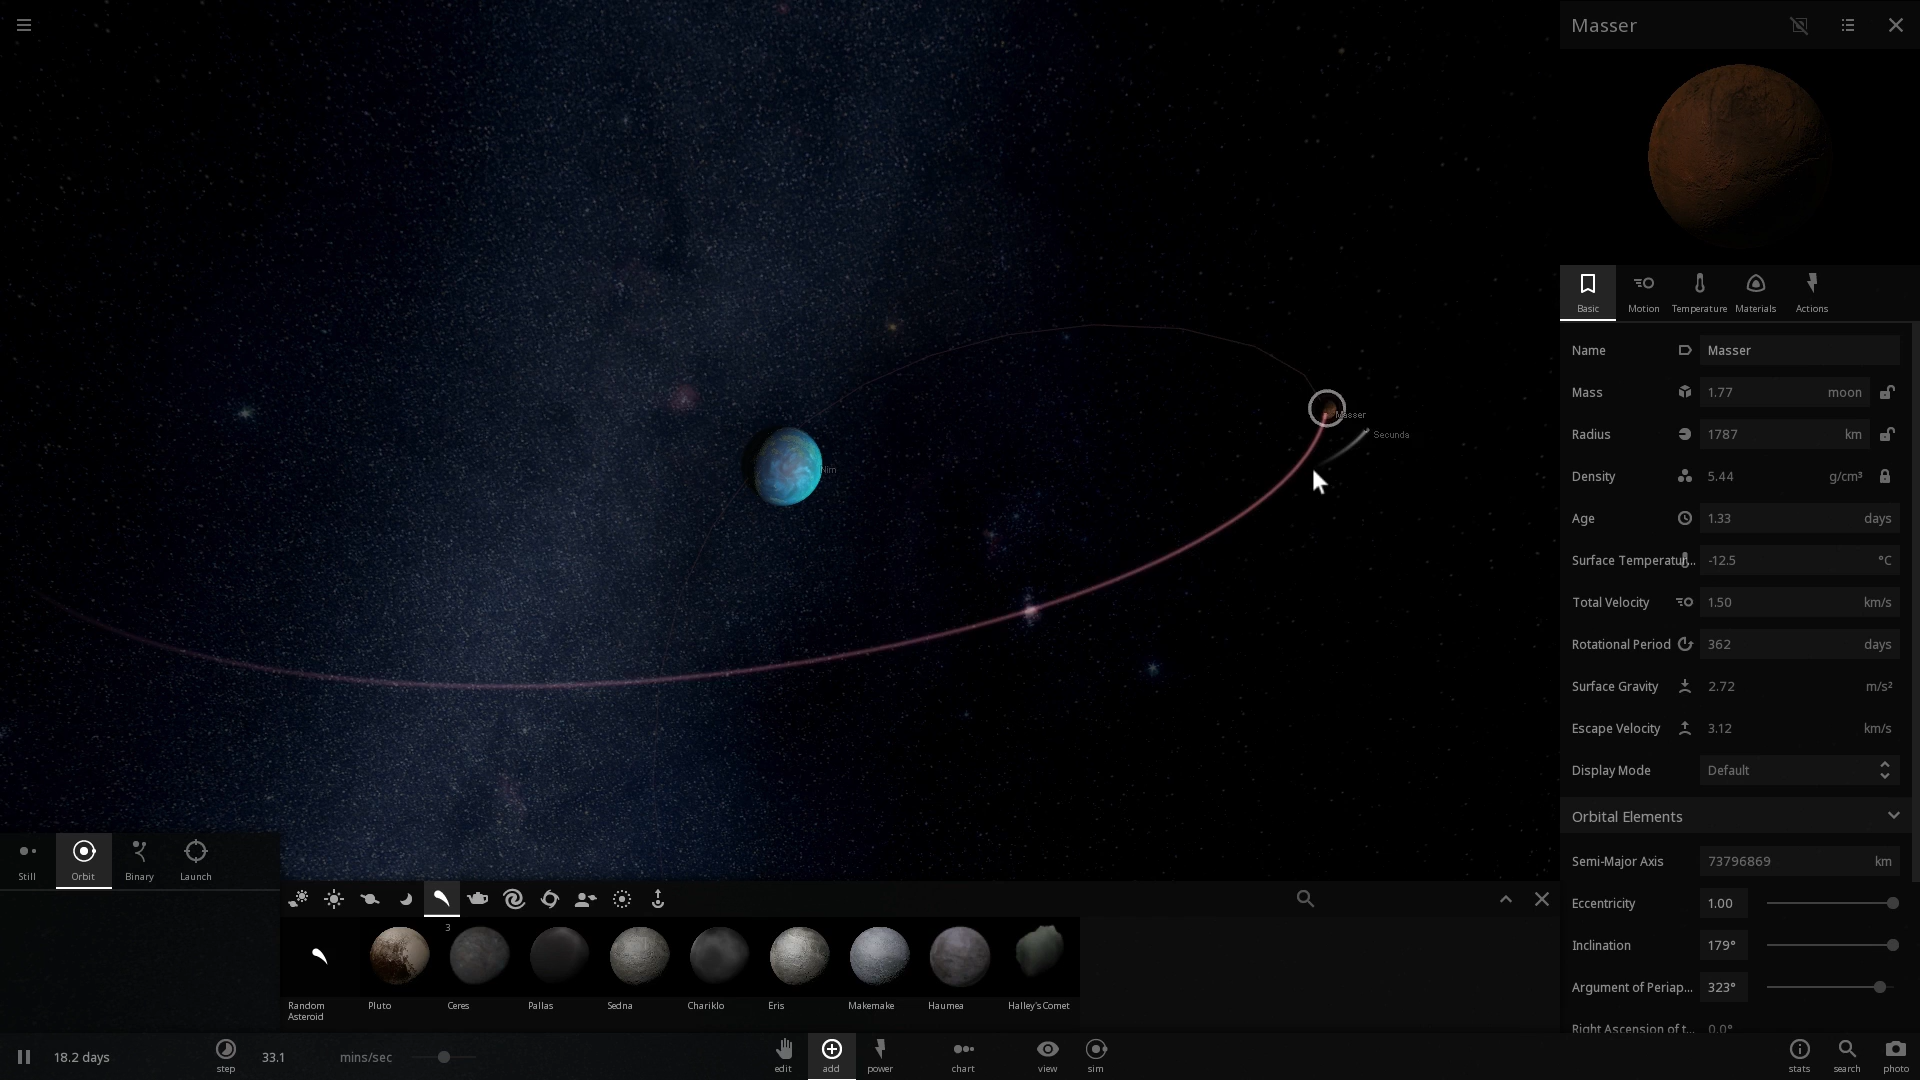 Masser
Basic
Motion
Temperature
Materials
Actions
Name Masser
Mass 1.77 moon
Radius 1787 km
Density 5.44 g/cm³
Age 1.33 days
Surface Temperatur... -12.5 °C
Total Velocity 1.50 km/s
Rotational Period 362 days
Surface Gravity 2.72 m/s²
Escape Velocity 3.12 km/s
Display Mode Default
Orbital Elements
Semi-Major Axis 73796869 km
Eccentricity 1.00
Inclination 179°
Argument of Periap... 323°
Right Ascension of t... 0.0°
Masser
Secunda
Nim
Still
Orbit
Binary
Launch
3
Random
Asteroid
Pluto
Ceres
Pallas
Sedna
Chariklo
Eris
Makemake
Haumea
Halley's Comet
18.2 days
step
33.1 mins/sec
edit
add
power
chart
view
sim
stats
search
photo